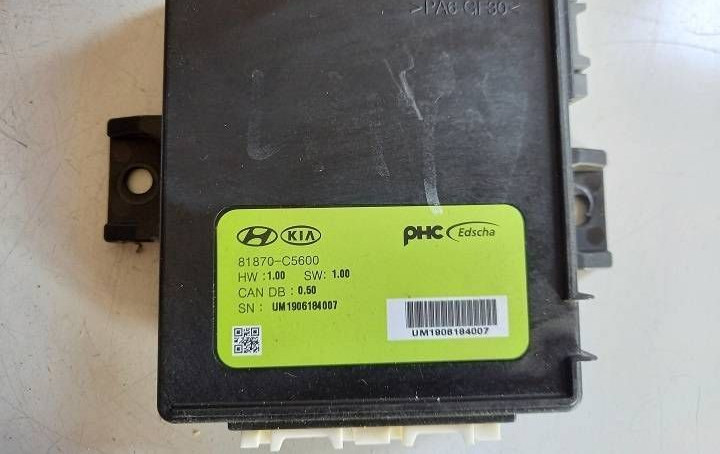 >PA6 GF30<
HYUNDAI KIA PHC Edscha
81870-C5600
HW : 1.00 SW: 1.00
CAN DB : 0.50
SN : UM1906184007
UM1906184007